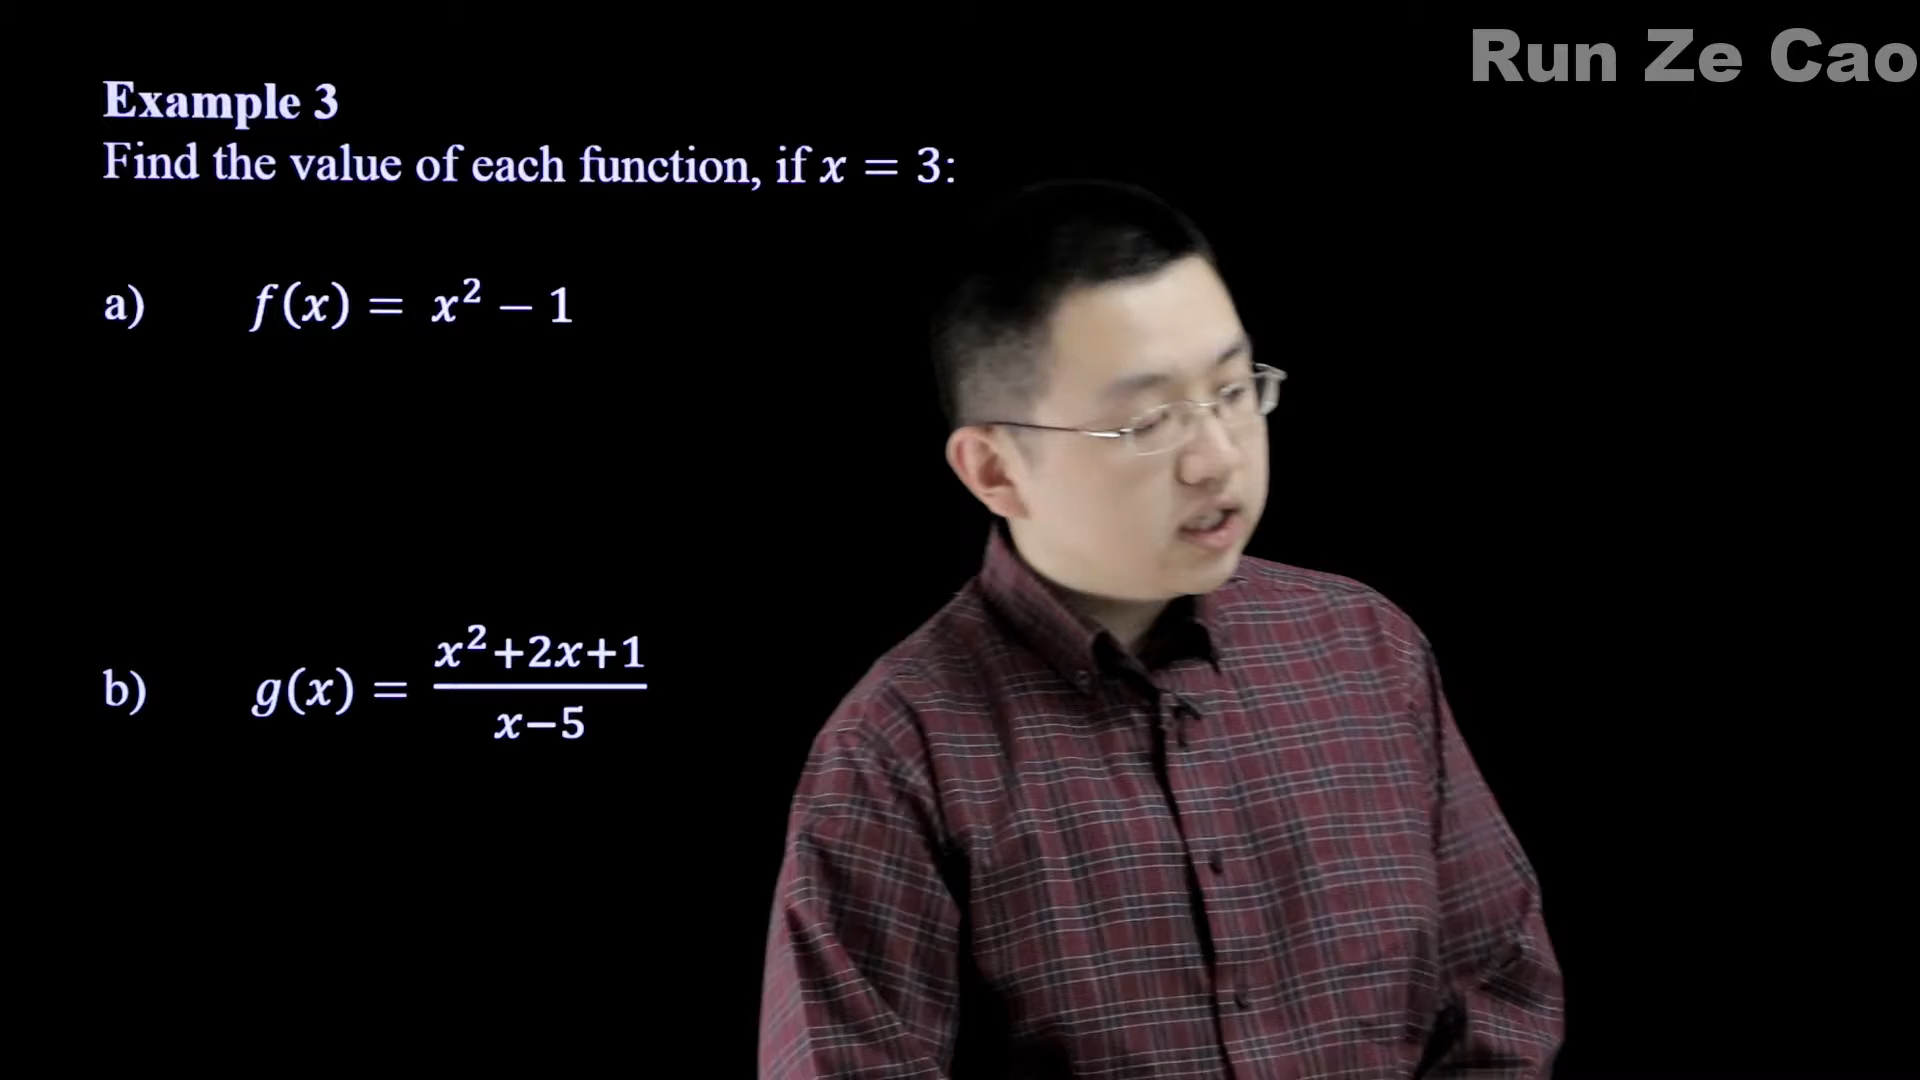 Run Ze Cao
Example 3
Find the value of each function, if x = 3:
a) f(x) = x² − 1
b) g(x) = \frac{x²+2x+1}{x−5}